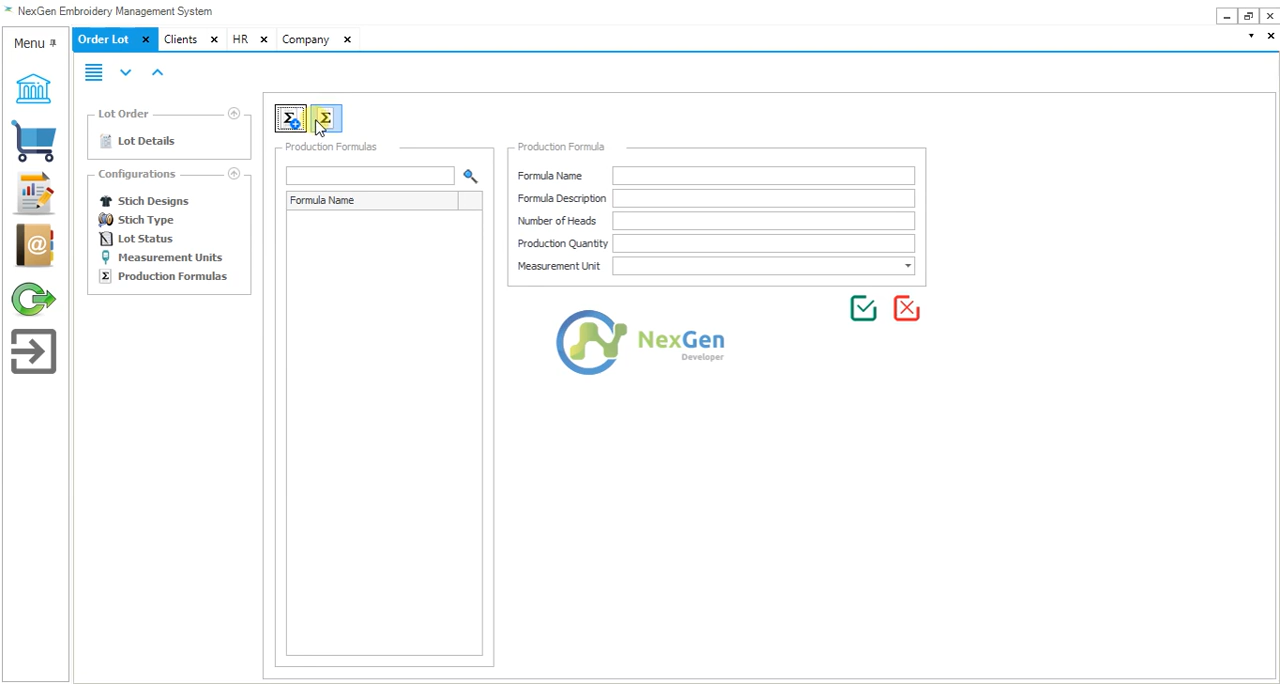 NexGen Embroidery Management System
Menu
Order Lot
Clients
HR
Company
Lot Order
Lot Details
Configurations
Stich Designs
Stich Type
Lot Status
Measurement Units
Production Formulas
Production Formulas
Formula Name
Production Formula
Formula Name
Formula Description
Number of Heads
Production Quantity
Measurement Unit
NexGen
Developer